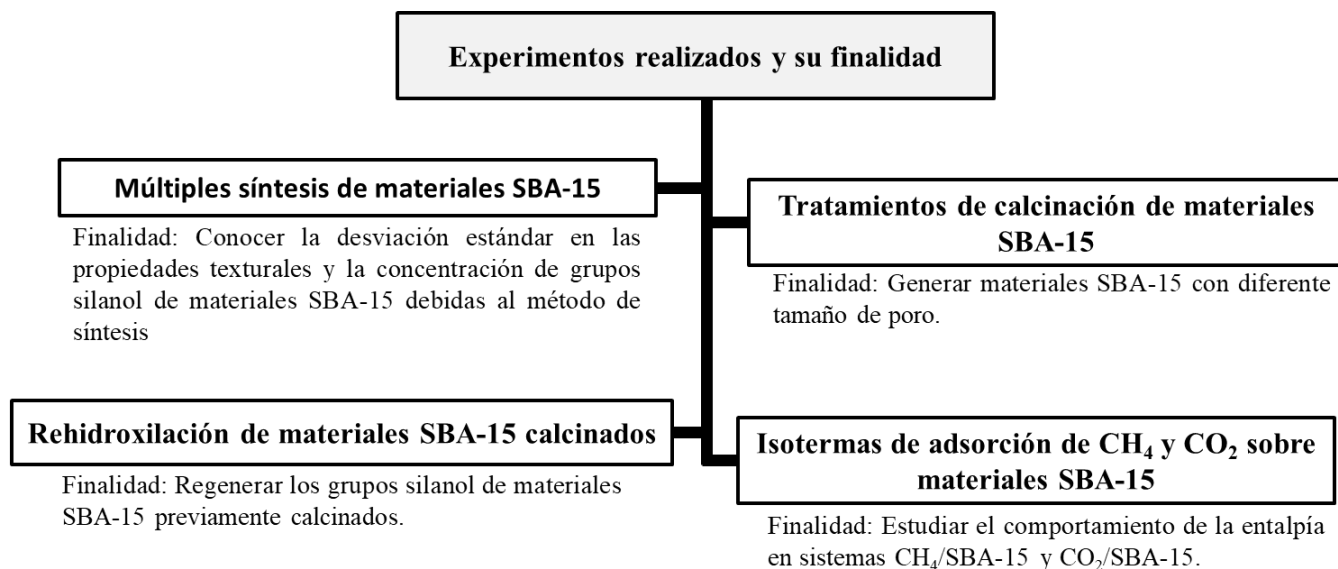 Experimentos realizados y su finalidad
Múltiples síntesis de materiales SBA-15
Finalidad: Conocer la desviación estándar en las
propiedades texturales y la concentración de grupos
silanol de materiales SBA-15 debidas al método de
síntesis
Tratamientos de calcinación de materiales
SBA-15
Finalidad: Generar materiales SBA-15 con diferente
tamaño de poro.
Rehidroxilación de materiales SBA-15 calcinados
Finalidad: Regenerar los grupos silanol de materiales
SBA-15 previamente calcinados.
Isotermas de adsorción de CH₄ y CO₂ sobre
materiales SBA-15
Finalidad: Estudiar el comportamiento de la entalpía
en sistemas CH₄/SBA-15 y CO₂/SBA-15.